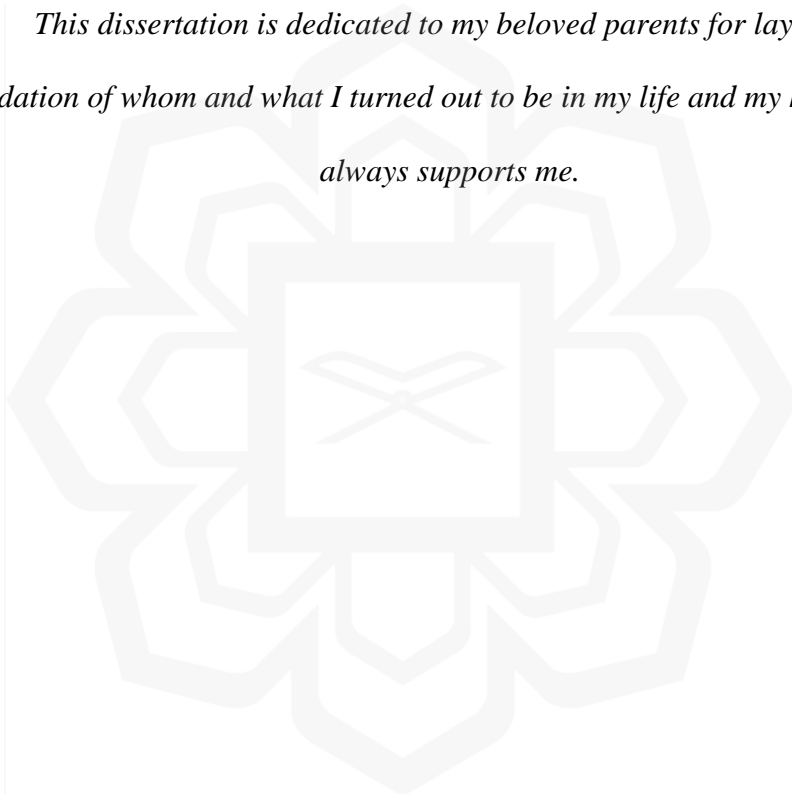 This dissertation is dedicated to my beloved parents for lay
dation of whom and what I turned out to be in my life and my
always supports me.